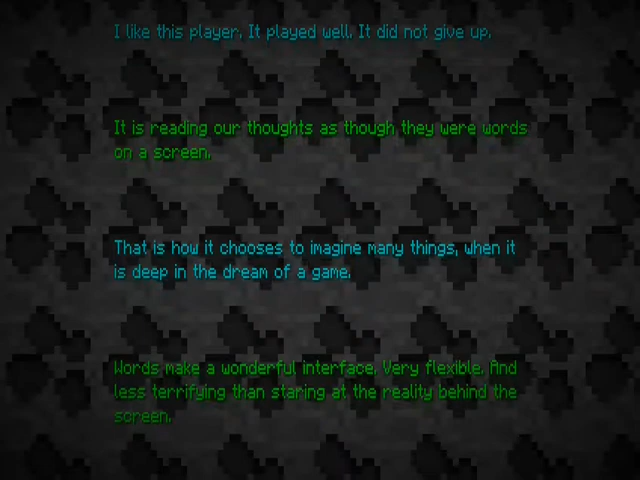 I like this player. It played well. It did not give up.
It is reading our thoughts as though they were words
on a screen.
That is how it chooses to imagine many things, when it
is deep in the dream of a game.
Words make a wonderful interface. Very flexible. And
less terrifying than staring at the reality behind the
screen.